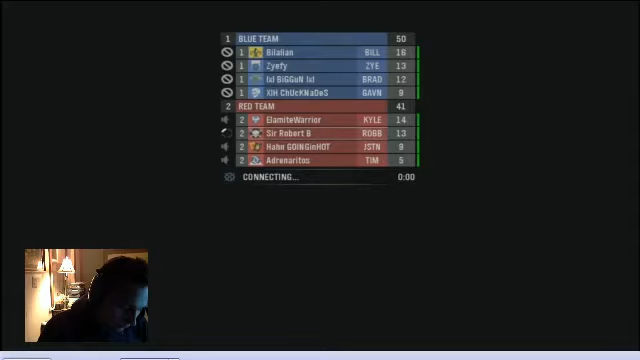 1 BLUE TEAM 50
1 Bilalian BILL 16
1 Zyefy ZYE 13
1 lxl BiGGuN lxl BRAD 12
1 XIH ChUcKNaDeS GAVN 9
2 RED TEAM 41
2 ElamiteWarrior KYLE 14
2 Sir Robert B ROBB 13
2 Hahn GOINGinHOT JSTN 9
2 Adrenaritos TIM 5
CONNECTING... 0:00